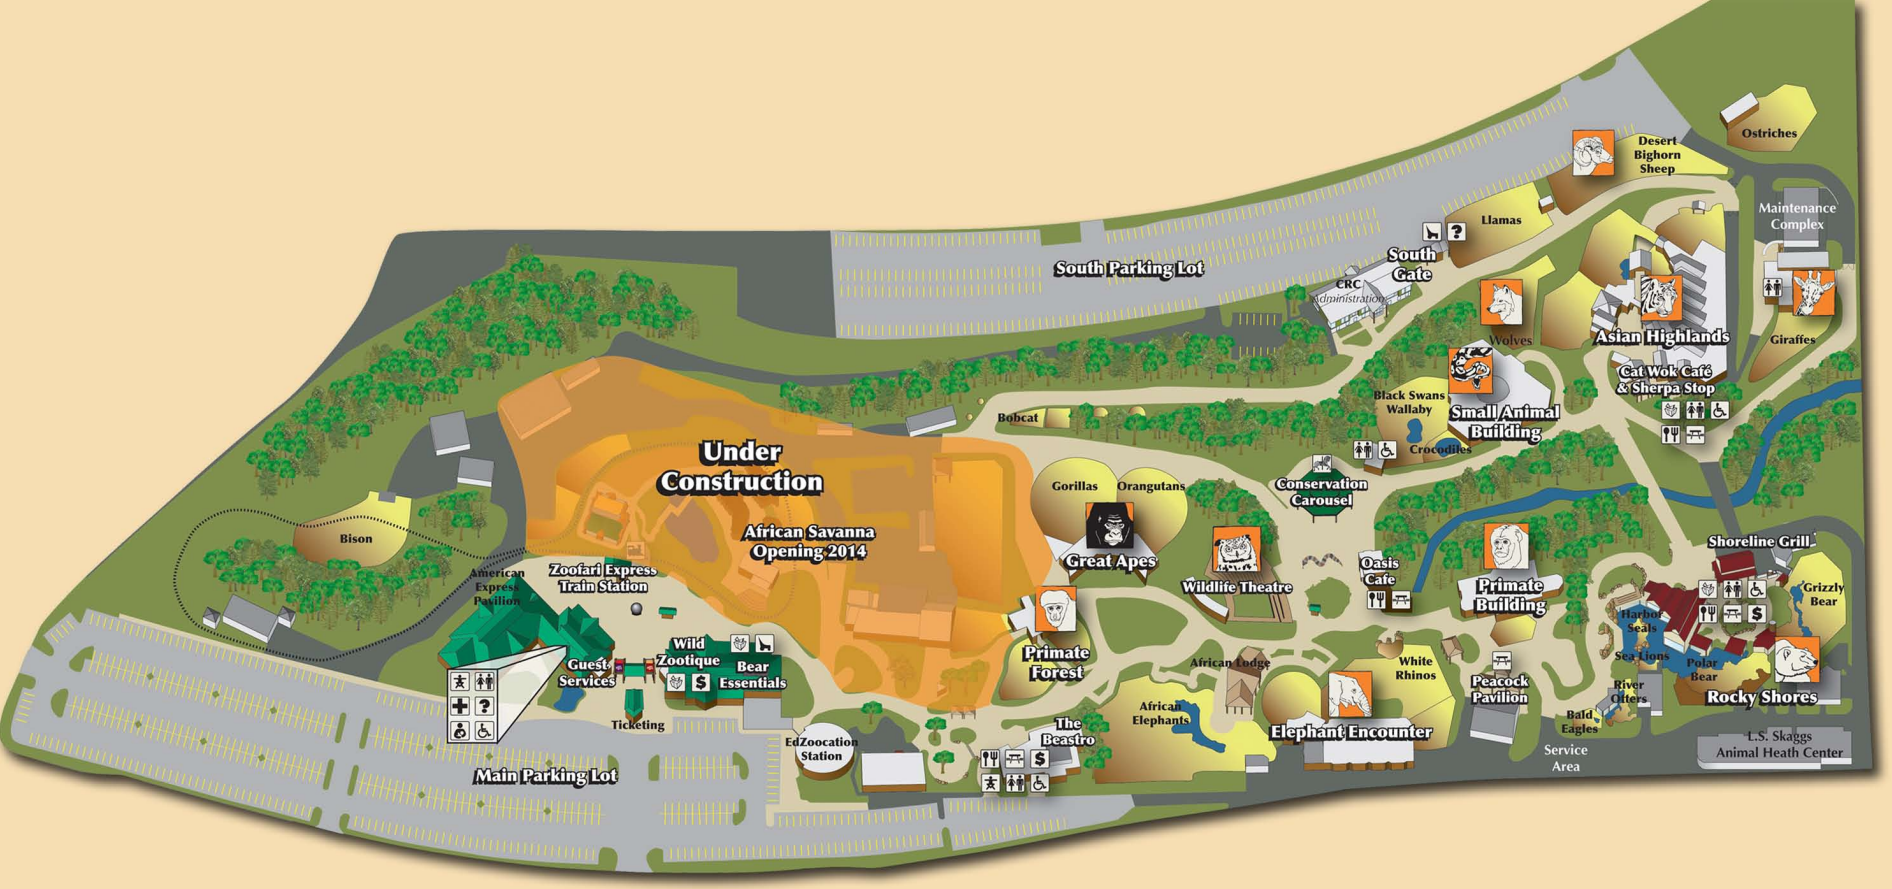 Ostriches
Desert
Bighorn
Sheep
Maintenance
Complex
Llamas
?
South
Gate
South Parking Lot
CRC
Administration
Wolves
Asian Highlands
Giraffes
Cat Wok Café
& Sherpa Stop
Black Swans
Wallaby
Small Animal
Building
Crocodiles
Bobcat
Under
Construction
African Savanna
Opening 2014
Gorillas
Orangutans
Great Apes
Conservation
Carousel
Bison
American
Express
Pavilion
Zoofari Express
Train Station
Wildlife Theatre
Oasis
Cafe
Primate
Building
Shoreline Grill
Grizzly
Bear
$
Harbor
Seals
Sea Lions
Polar
Bear
Rocky Shores
River
Otters
Bald
Eagles
Service
Area
L.S. Skaggs
Animal Heath Center
Primate
Forest
African Lodge
White
Rhinos
Peacock
Pavilion
African
Elephants
Elephant Encounter
Guest
Services
?
Wild
Zootique
$
Bear
Essentials
Ticketing
EdZoocation
Station
The
Beastro
$
Main Parking Lot